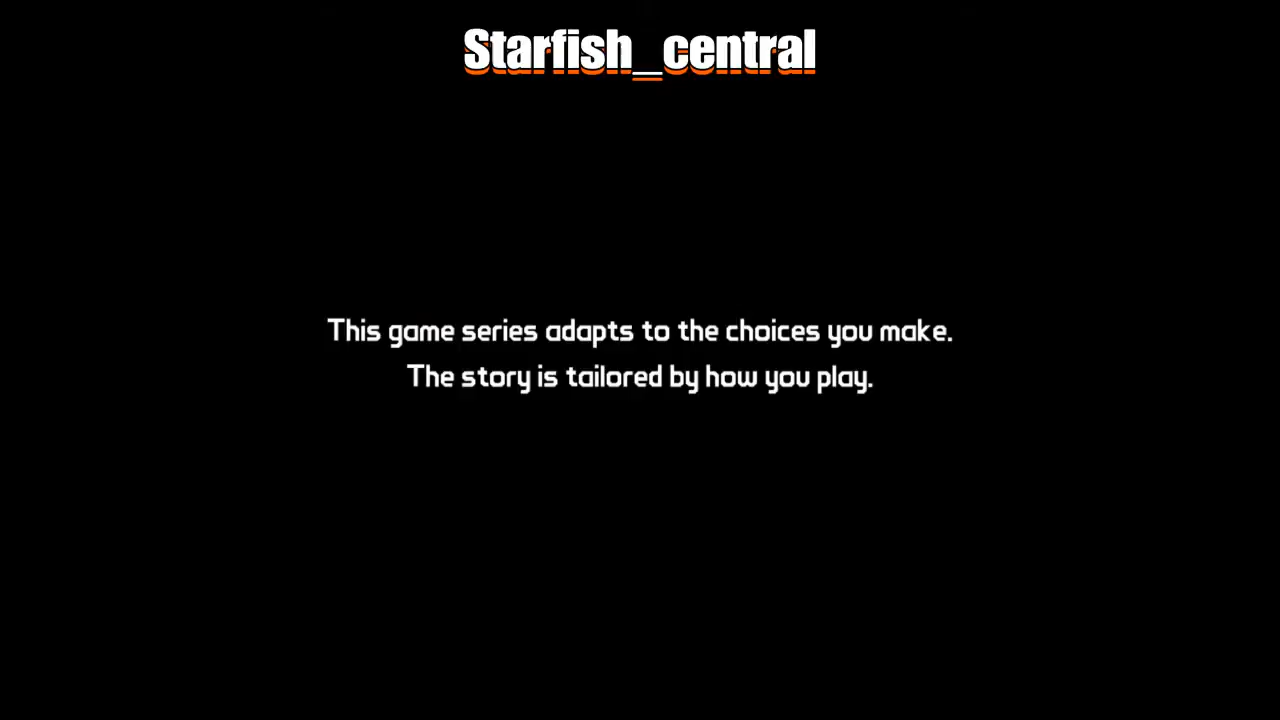 Starfish_central
This game series adapts to the choices you make.
The story is tailored by how you play.